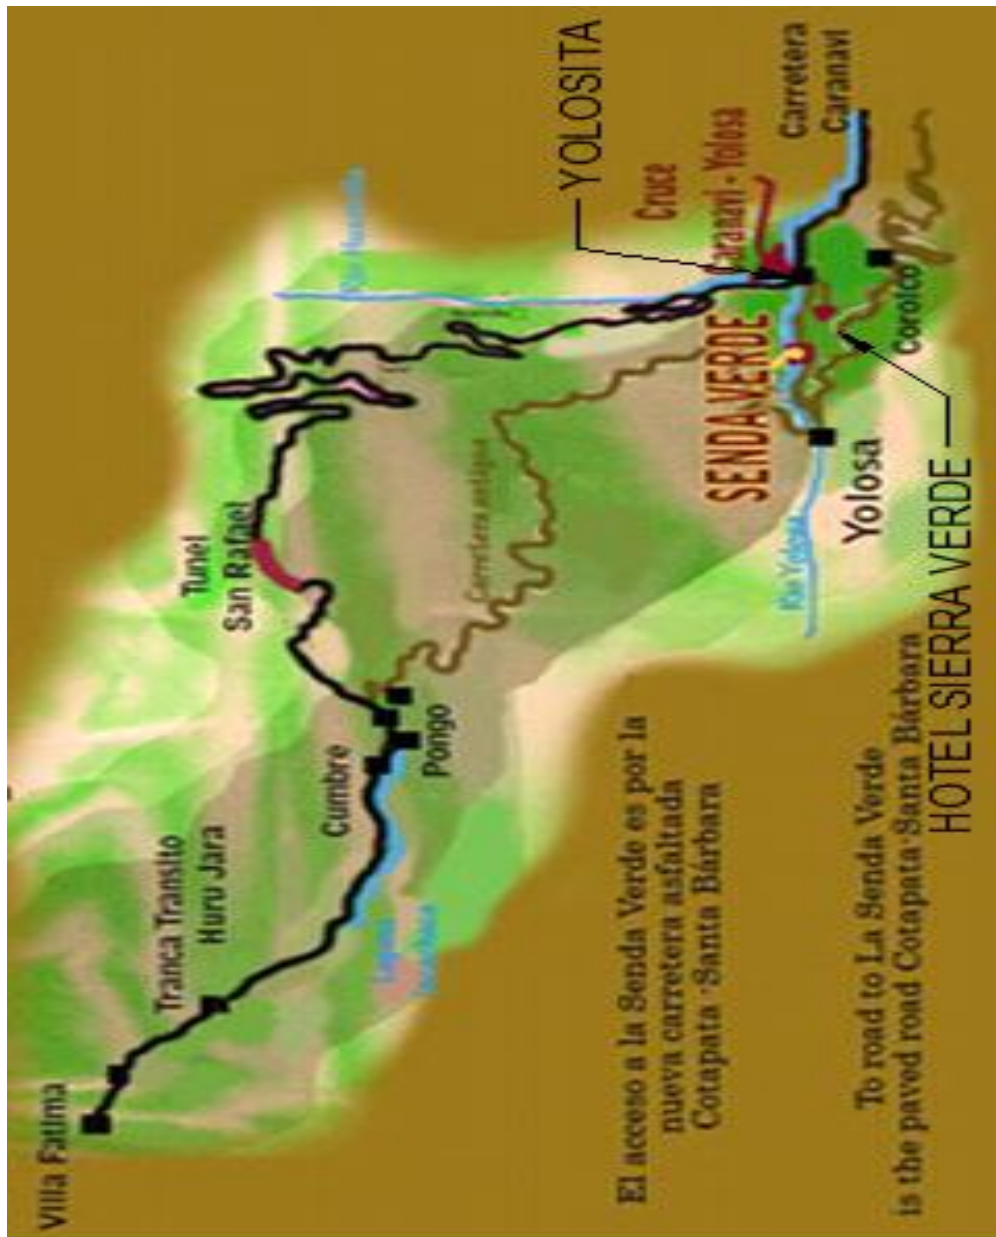 Villa Fatima
Tranca Transito
Huru Jara
Cumbre
Pongo
Tunel
San Rafael
Carretera antigua
SENDA VERDE
Cruce
Caranavi - Yolosa
YOLOSITA
Carretera
Caranavi
Coroico
Yolosa
HOTEL SIERRA VERDE
El acceso a la Senda Verde es por la
nueva carretera asfaltada
Cotapata - Santa Bárbara
To road to La Senda Verde
is the paved road Cotapata Santa Bárbara